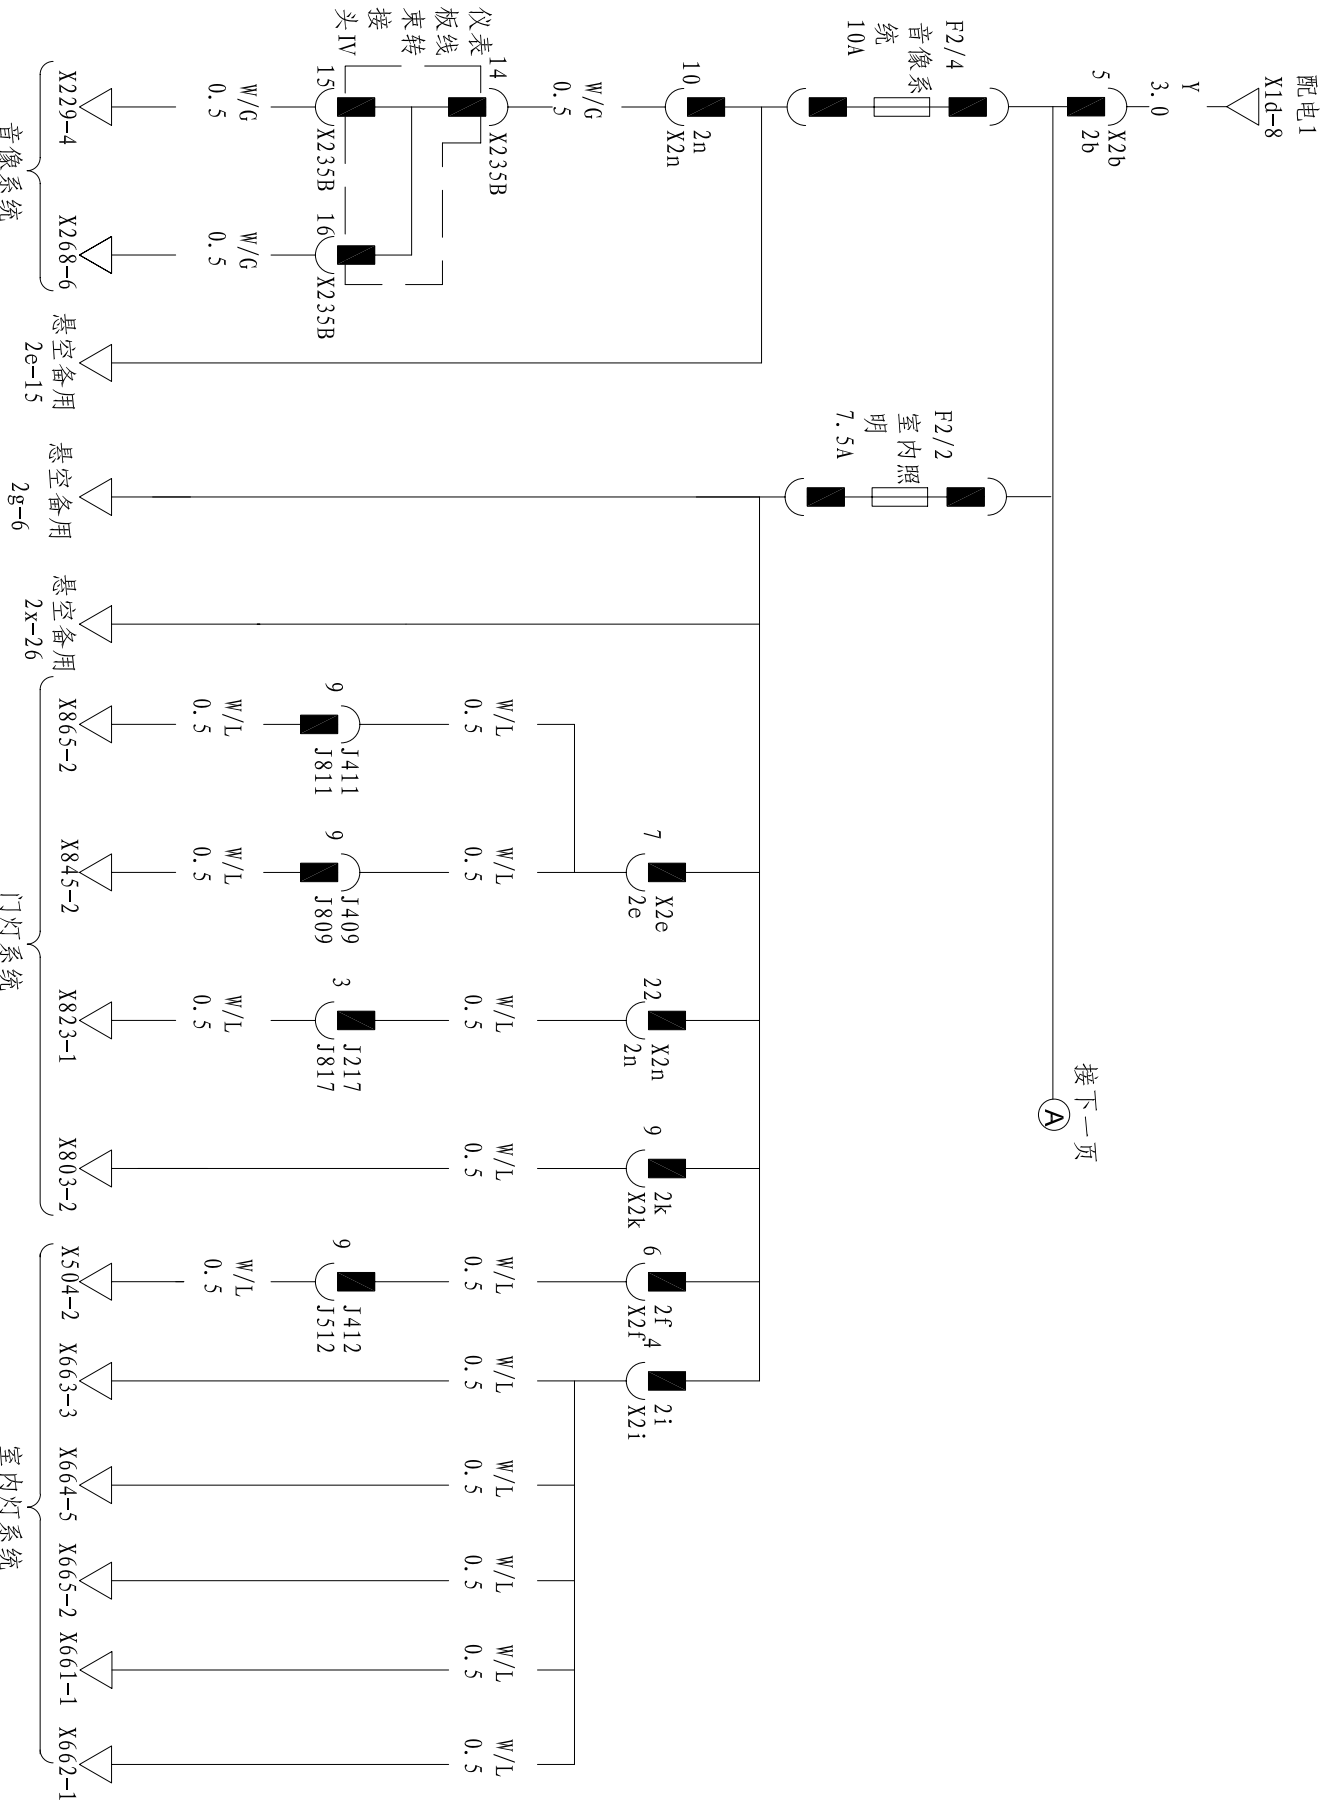 配电1
X1d-8
Y
3.0
5
X2b
2b
接下一页
A
F2/4
音像系
统
10A
F2/2
室内照
明
7.5A
10
2n
X2n
W/G
0.5
仪表
板线
束转
接
头IV
14
X235B
15
X235B
16
X235B
W/G
0.5
W/G
0.5
7
X2e
2e
22
X2n
2n
9
2k
X2k
6
2f
X2f
4
2i
X2i
W/L
0.5
W/L
0.5
W/L
0.5
W/L
0.5
W/L
0.5
W/L
0.5
W/L
0.5
W/L
0.5
W/L
0.5
W/L
0.5
9
J411
J811
9
J409
J809
3
J217
J817
9
J412
J512
W/L
0.5
W/L
0.5
W/L
0.5
W/L
0.5
X229-4
X268-6
悬空备用
2e-15
悬空备用
2g-6
悬空备用
2x-26
X865-2
X845-2
X823-1
X803-2
X504-2
X663-3
X664-5
X665-2
X661-1
X662-1
音像系统
门灯系统
室内灯系统